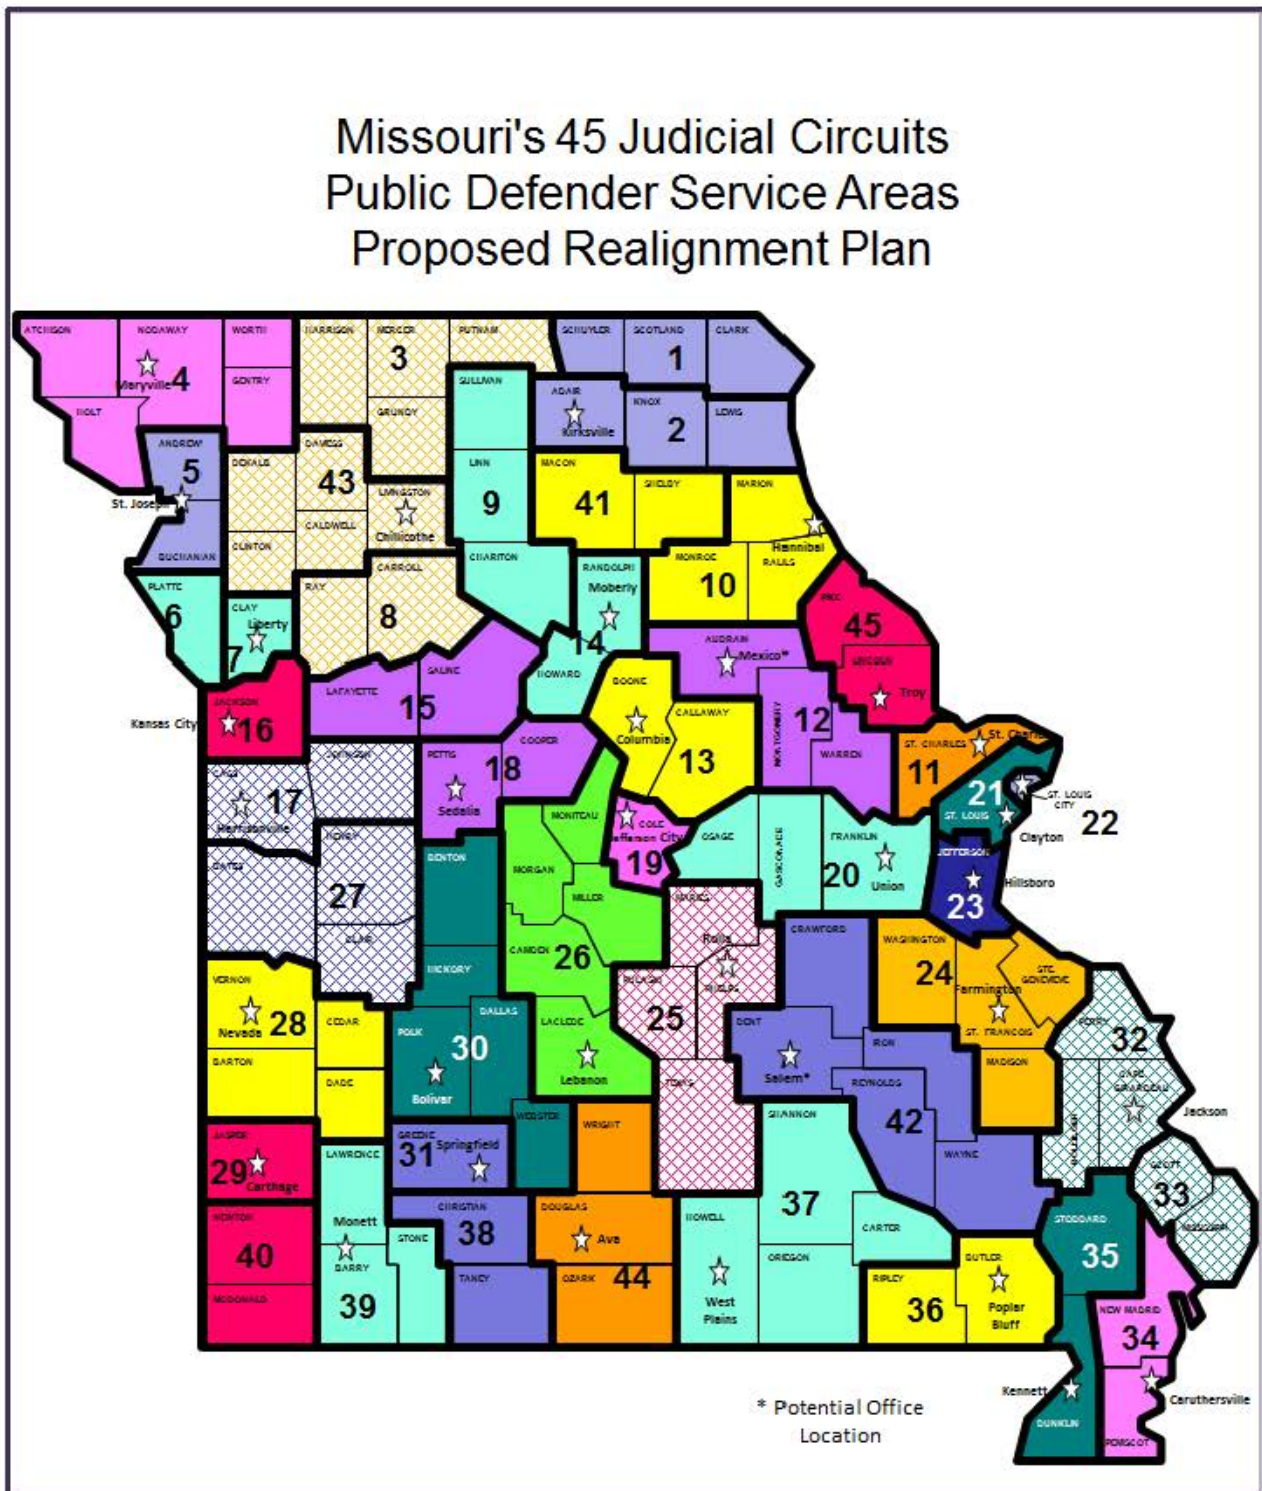 Missouri's 45 Judicial Circuits
Public Defender Service Areas
Proposed Realignment Plan
ATCHISON
NODAWAY
WORTH
HARRISON
MERCER
PUTNAM
SCHUYLER
SCOTLAND
CLARK
3
1
Maryville
4
GENTRY
SULLIVAN
ADAIR
KNOX
LEWIS
HOLT
GRUNDY
Kirksville
2
ANDREW
DEKALB
DAVIESS
LINN
MACON
SHELBY
MARION
5
43
LIVINGSTON
9
41
St. Joseph
CALDWELL
Chillicothe
Hannibal
BUCHANAN
CLINTON
CHARITON
RANDOLPH
MONROE
RALLS
PLATTE
RAY
CARROLL
Moberly
10
6
CLAY
Liberty
8
PIKE
7
14
AUDRAIN
45
Mexico*
LINCOLN
SALINE
HOWARD
BOONE
Troy
JACKSON
LAFAYETTE
15
CALLAWAY
MONTGOMERY
12
Kansas City
16
Columbia
COOPER
ST. CHARLES
St. Charles
CASS
JOHNSON
PETTIS
18
13
WARREN
11
17
Sedalia
21
ST. LOUIS
CITY
Harrisonville
MONITEAU
COLE
ST. LOUIS
22
HENRY
Jefferson City
OSAGE
GASCONADE
FRANKLIN
Clayton
BATES
BENTON
MORGAN
19
20
Union
JEFFERSON
Hillsboro
27
MILLER
MARIES
23
CLAIR
Rolla
CRAWFORD
WASHINGTON
CAMDEN
26
24
STE.
GENEVIEVE
VERNON
HICKORY
PULASKI
PHELPS
Farmington
Nevada
28
CEDAR
POLK
DALLAS
LACLEDE
25
DENT
ST. FRANCOIS
PERRY
32
BARTON
30
IRON
Lebanon
Salem*
MADISON
CAPE
GIRARDEAU
DADE
Bolivar
TEXAS
REYNOLDS
BOLLINGER
Jackson
JASPER
GREENE
WEBSTER
WRIGHT
SHANNON
42
29
LAWRENCE
31
Springfield
WAYNE
SCOTT
Carthage
33
NEWTON
Monett
CHRISTIAN
DOUGLAS
HOWELL
37
STODDARD
MISSISSIPPI
40
STONE
38
Ava
CARTER
35
BARRY
OREGON
BUTLER
MCDONALD
39
TANEY
OZARK
44
West
Plains
RIPLEY
36
Poplar
Bluff
NEW MADRID
34
Kennett
Caruthersville
DUNKLIN
PEMISCOT
* Potential Office
Location